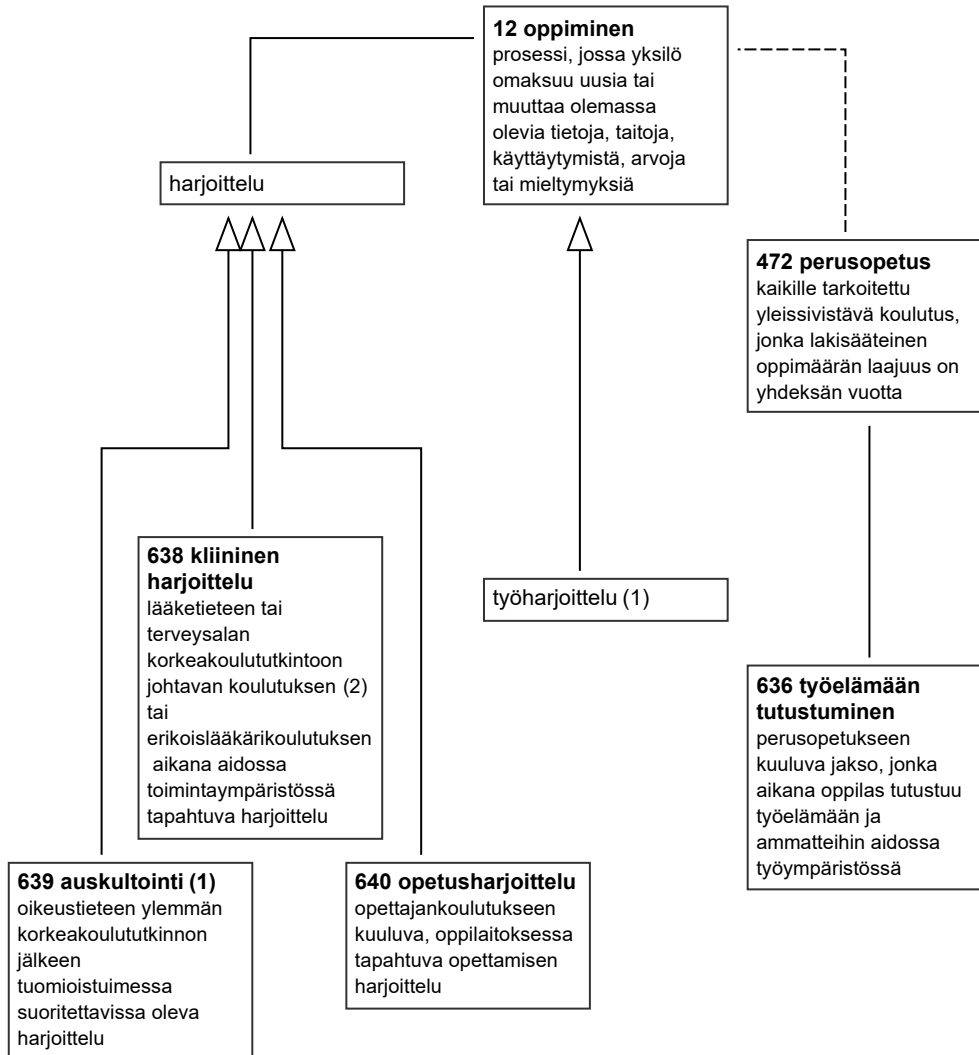 12 oppiminen
prosessi, jossa yksilö
omaksuu uusia tai
muuttaa olemassa
olevia tietoja, taitoja,
käyttäytymistä, arvoja
tai mieltymyksiä
harjoittelu
472 perusopetus
kaikille tarkoitettu
yleissivistävä koulutus,
jonka lakisääteinen
oppimäärän laajuus on
yhdeksän vuotta
638 kliininen
harjoittelu
lääketieteen tai
terveysalan
korkeakoulututkintoon
johtavan koulutuksen (2)
tai
erikoislääkärikoulutuksen
aikana aidossa
toimintaympäristössä
tapahtuva harjoittelu
työharjoittelu (1)
636 työelämään
tutustuminen
perusopetukseen
kuuluva jakso, jonka
aikana oppilas tutustuu
työelämään ja
ammatteihin aidossa
työympäristössä
639 auskultointi (1)
oikeustieteen ylemmän
korkeakoulututkinnon
jälkeen
tuomioistuimessa
suoritettavissa oleva
harjoittelu
640 opetusharjoittelu
opettajankoulutukseen
kuuluva, oppilaitoksessa
tapahtuva opettamisen
harjoittelu